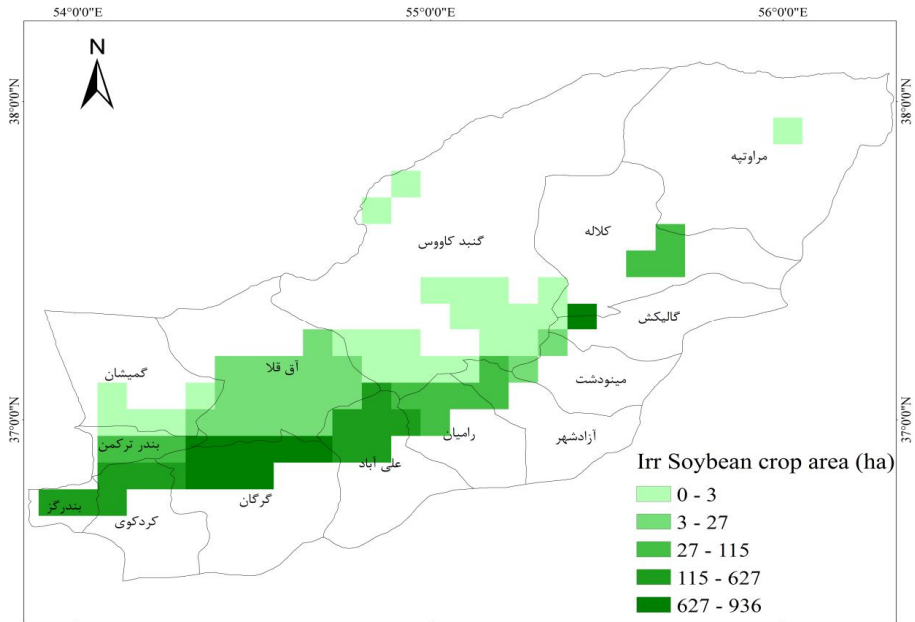 54°0'0"E
55°0'0"E
56°0'0"E
N
38°0'0"N
38°0'0"N
مراوتپه
کلاله
گنبد کاووس
گالیکش
آق قلا
گمیشان
مینودشت
37°0'0"N
37°0'0"N
رامیان
آزادشهر
بندر ترکمن
علی آباد
گرگان
بندرگز
کردکوی
Irr Soybean crop area (ha)
0 - 3
3 - 27
27 - 115
115 - 627
627 - 936